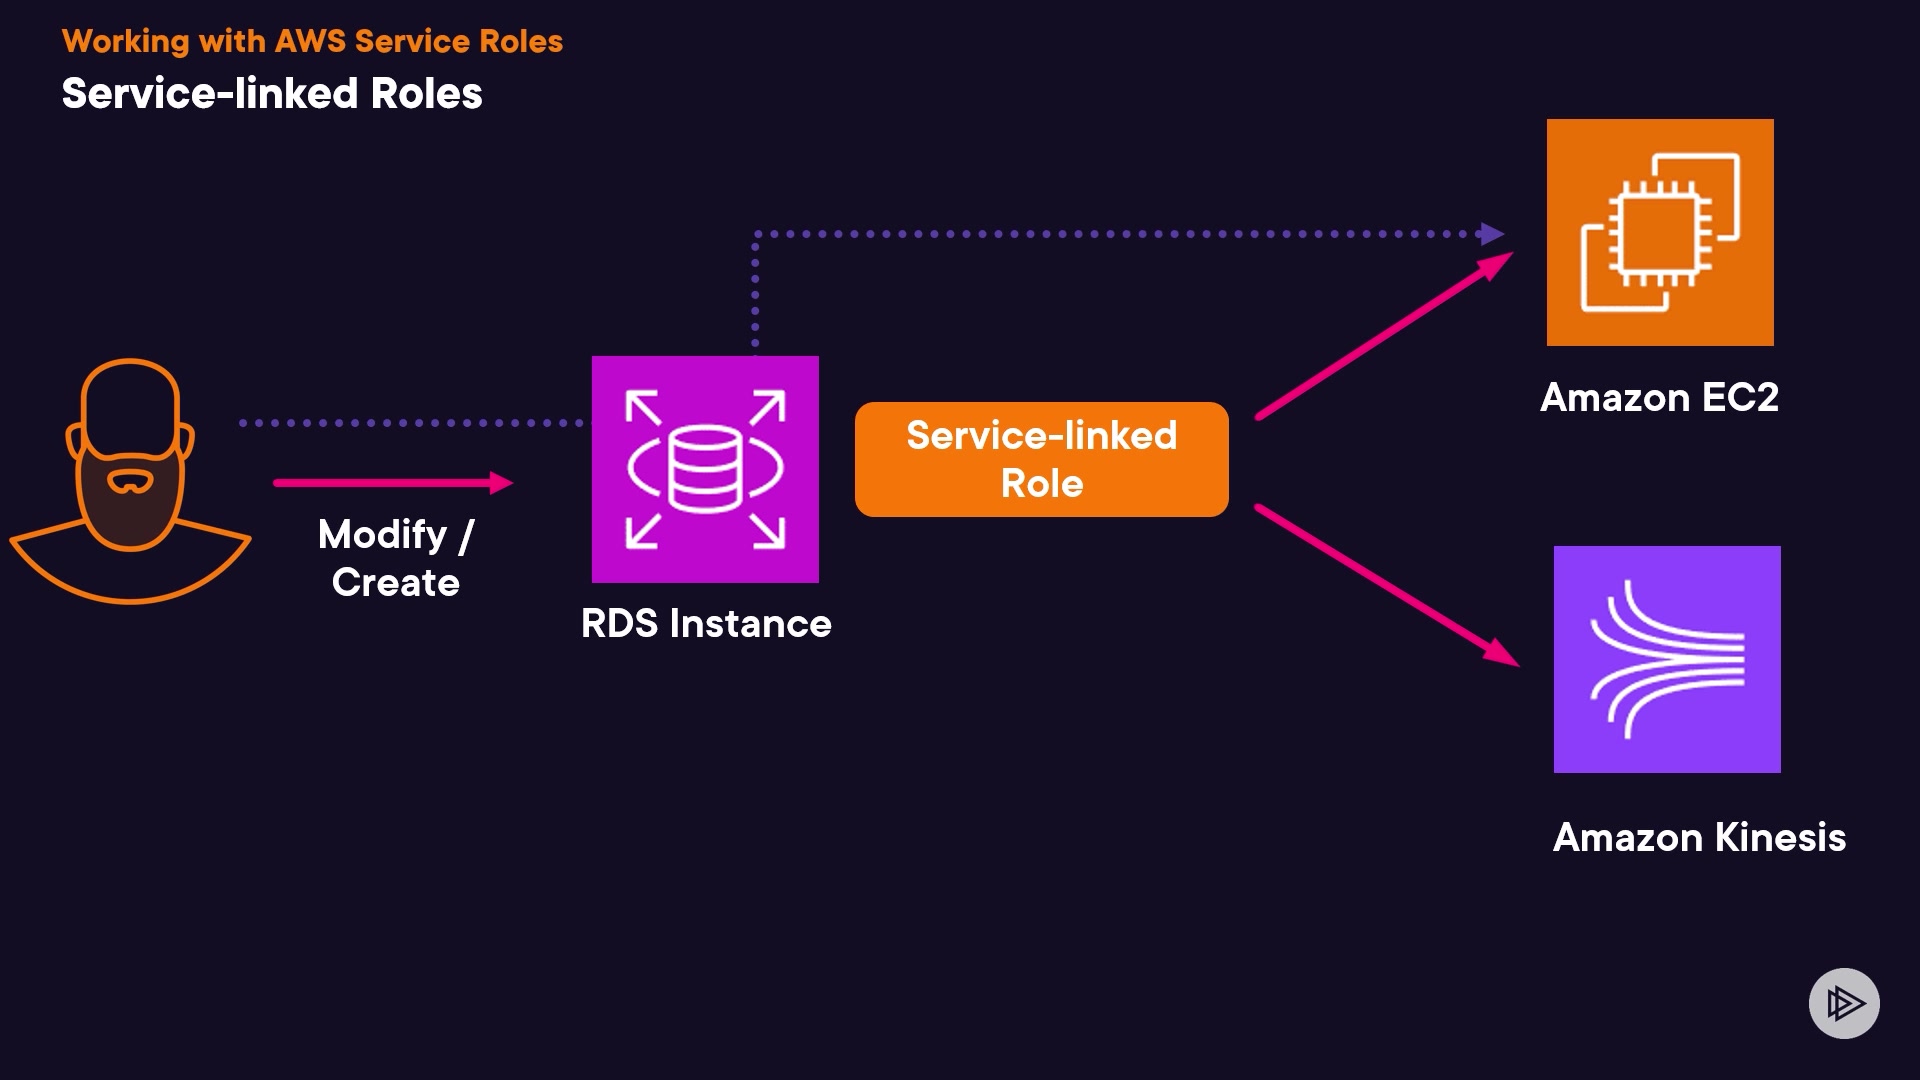 Working with AWS Service Roles
Service-linked Roles
Modify /
Create
RDS Instance
Service-linked
Role
Amazon EC2
Amazon Kinesis